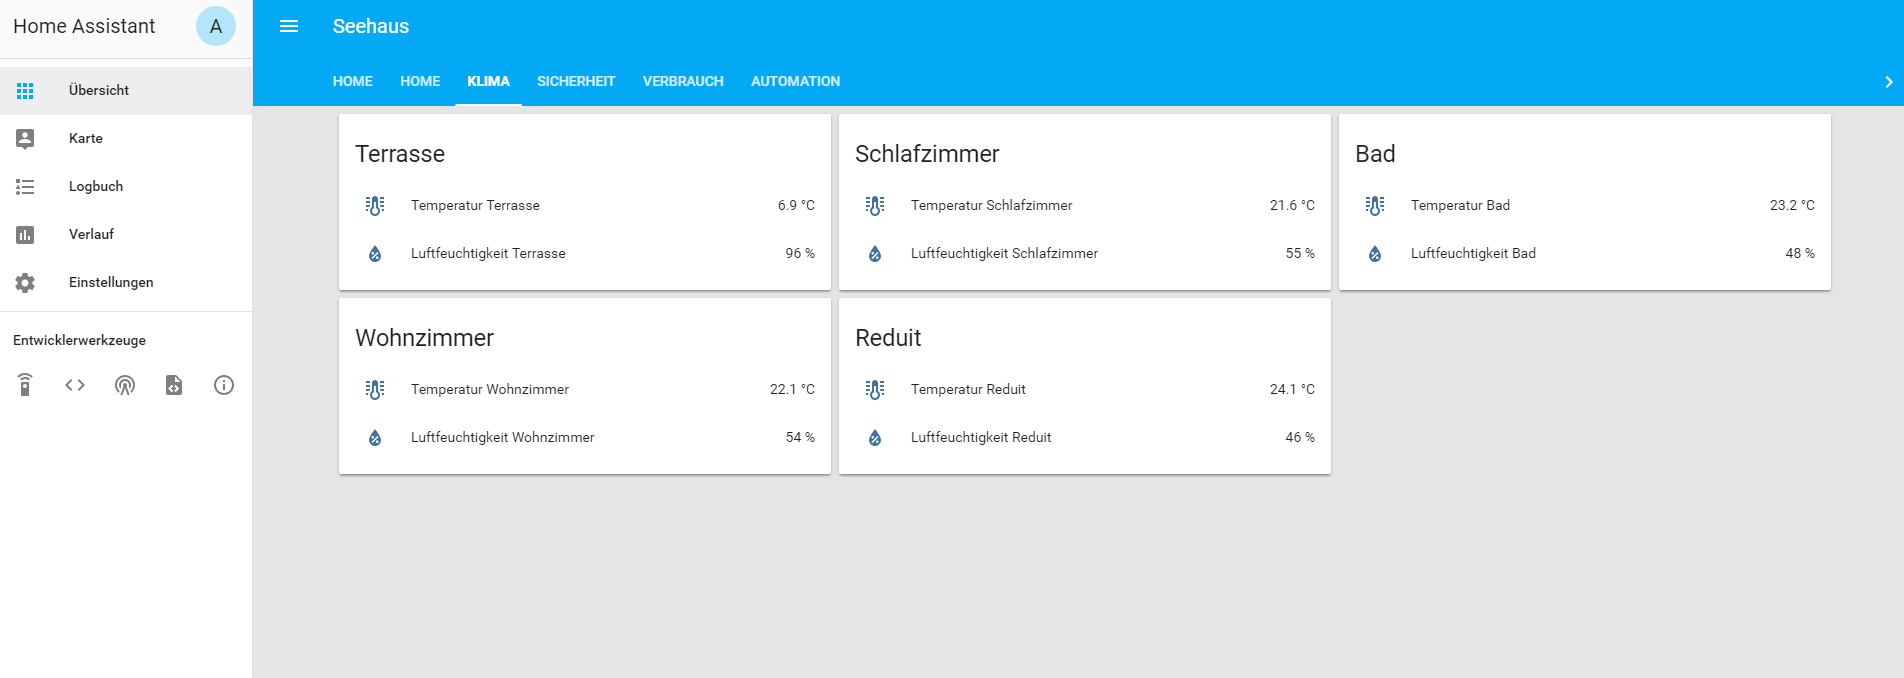 Home Assistant
A
Übersicht
Karte
Logbuch
Verlauf
Einstellungen
Entwicklerwerkzeuge
Seehaus
HOME HOME KLIMA SICHERHEIT VERBRAUCH AUTOMATION
Terrasse
Temperatur Terrasse 6.9 °C
Luftfeuchtigkeit Terrasse 96 %
Schlafzimmer
Temperatur Schlafzimmer 21.6 °C
Luftfeuchtigkeit Schlafzimmer 55 %
Bad
Temperatur Bad 23.2 °C
Luftfeuchtigkeit Bad 48 %
Wohnzimmer
Temperatur Wohnzimmer 22.1 °C
Luftfeuchtigkeit Wohnzimmer 54 %
Reduit
Temperatur Reduit 24.1 °C
Luftfeuchtigkeit Reduit 46 %